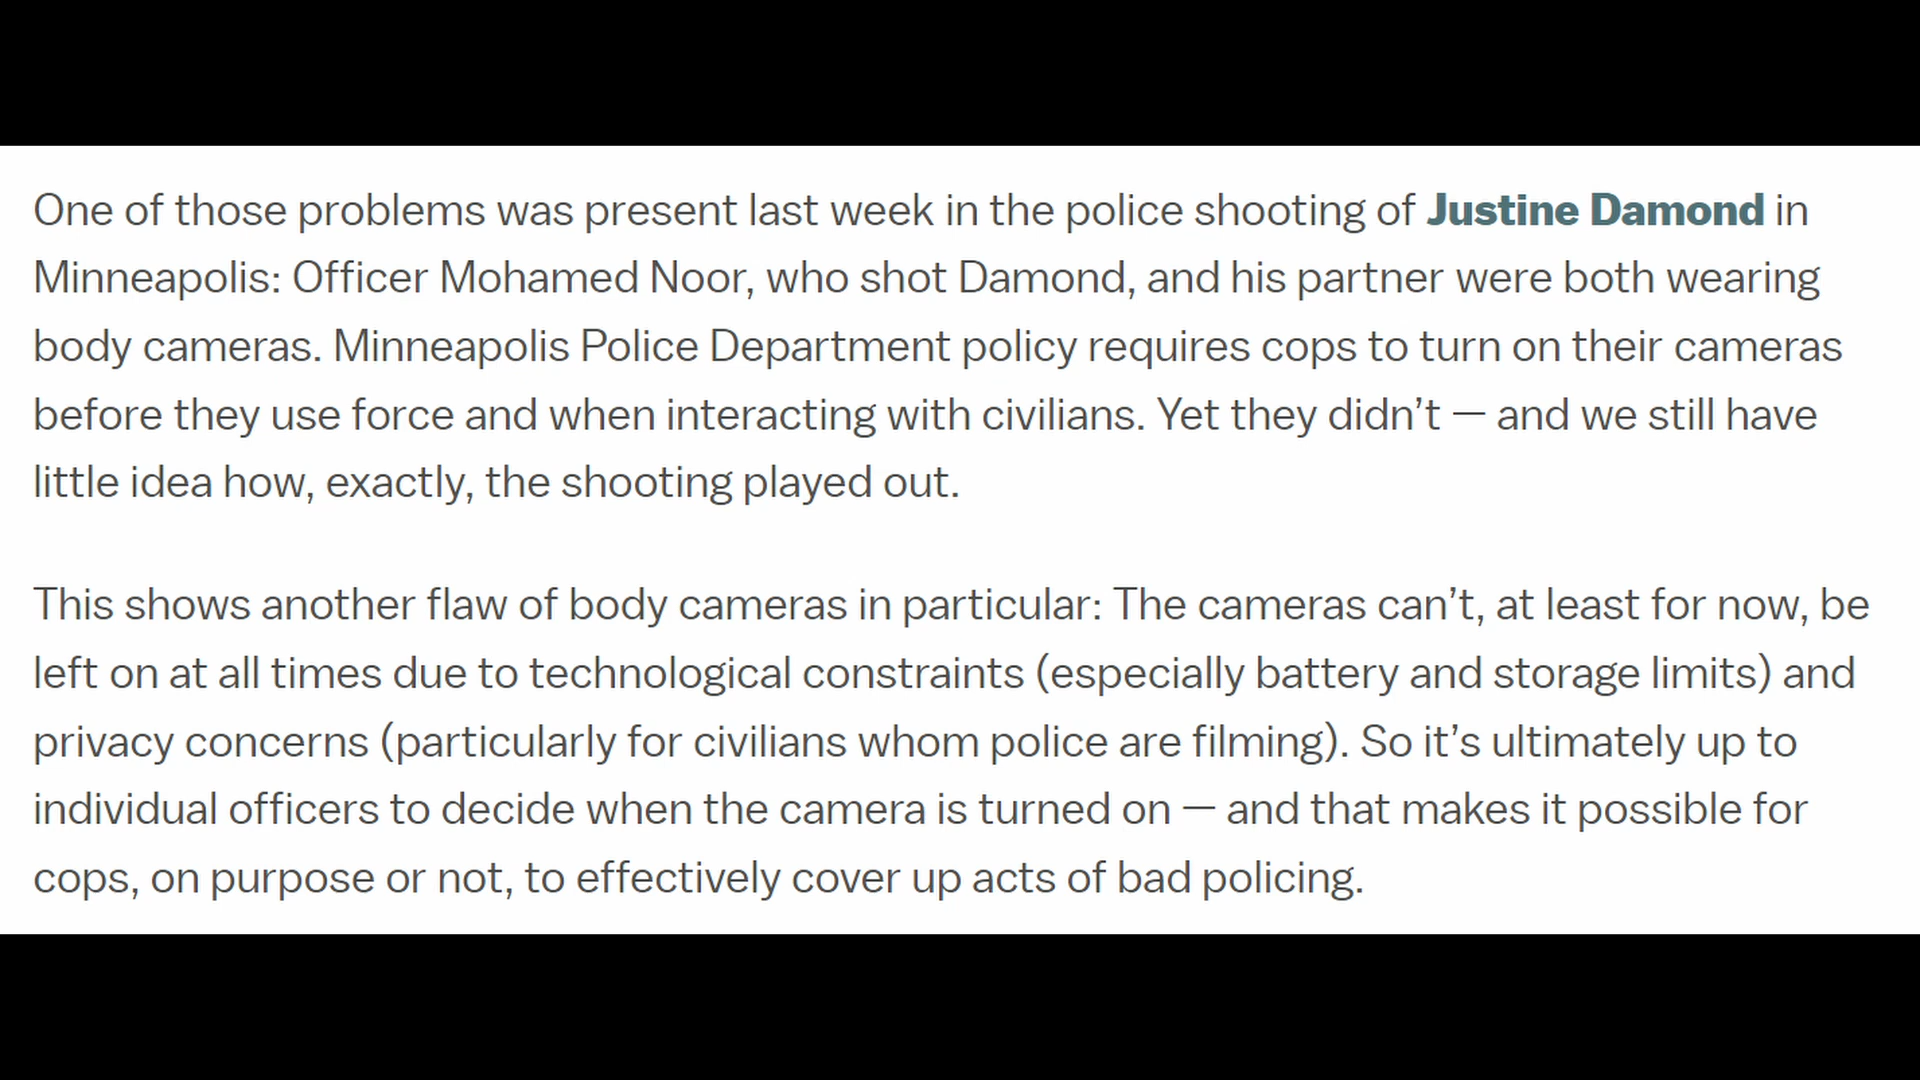 One of those problems was present last week in the police shooting of Justine Damond in
Minneapolis: Officer Mohamed Noor, who shot Damond, and his partner were both wearing
body cameras. Minneapolis Police Department policy requires cops to turn on their cameras
before they use force and when interacting with civilians. Yet they didn’t — and we still have
little idea how, exactly, the shooting played out.
This shows another flaw of body cameras in particular: The cameras can’t, at least for now, be
left on at all times due to technological constraints (especially battery and storage limits) and
privacy concerns (particularly for civilians whom police are filming). So it’s ultimately up to
individual officers to decide when the camera is turned on — and that makes it possible for
cops, on purpose or not, to effectively cover up acts of bad policing.